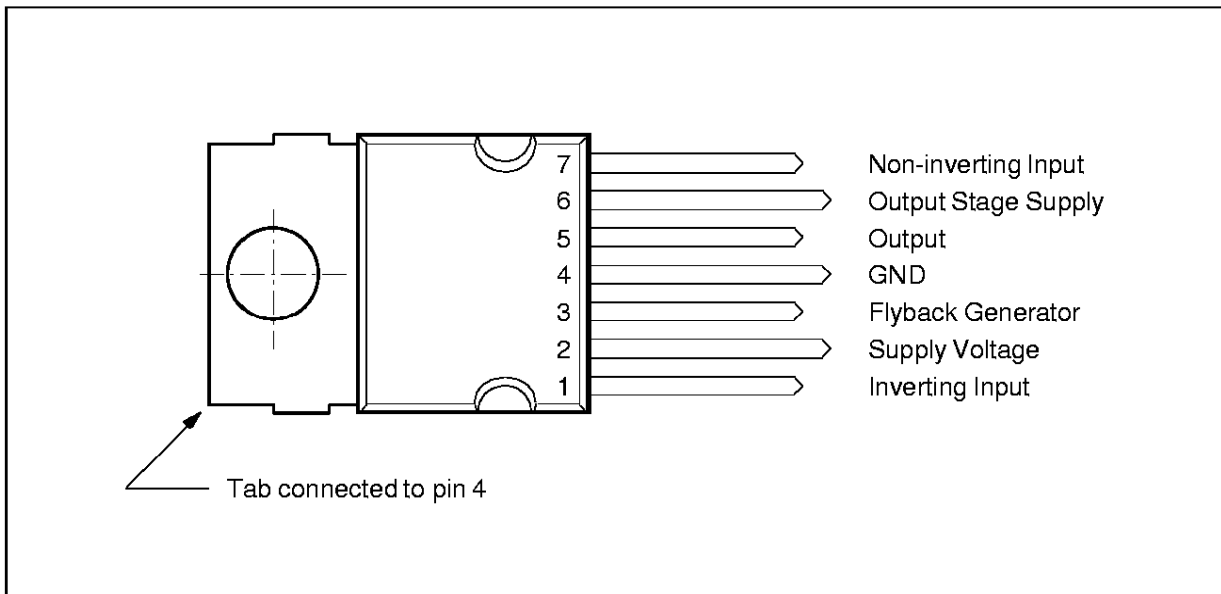 7 Non-inverting Input
6 Output Stage Supply
5 Output
4 GND
3 Flyback Generator
2 Supply Voltage
1 Inverting Input
Tab connected to pin 4